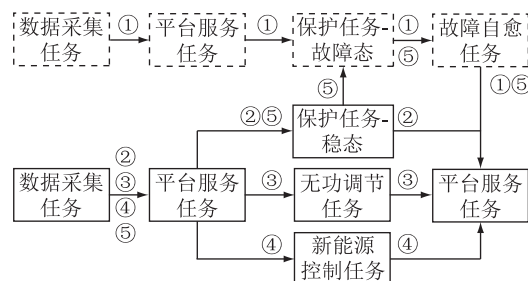 数据采集
任务
①
平台服务
任务
①
保护任务-
故障态
①
⑤
故障自愈
任务
①⑤
⑤
②⑤
保护任务-
稳态
②
数据采集
任务
②
③
④
⑤
平台服务
任务
③
无功调节
任务
③
平台服务
任务
④
新能源
控制任务
④